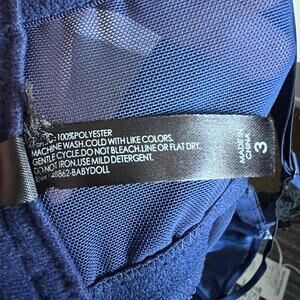 100%POLYESTER
MACHINE WASH.COLD WITH LIKE COLORS.
GENTLE CYCLE.DO NOT BLEACH.LINE OR FLAT DRY.
DO NOT IRON.USE MILD DETERGENT.
8862-BABYDOLL
MADE IN
CHINA
3